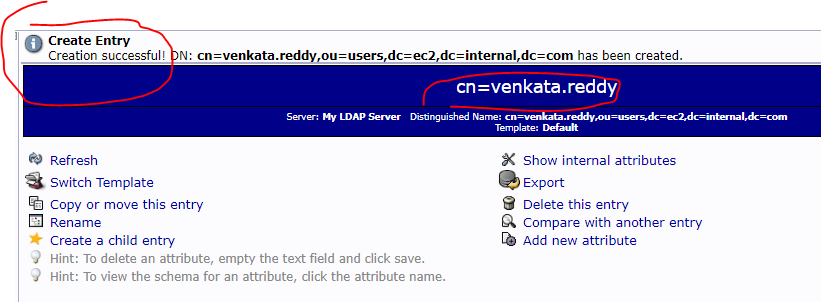 Create Entry
Creation successful! DN: cn=venkata.reddy,ou=users,dc=ec2,dc=internal,dc=com has been created.
cn=venkata.reddy
Server: My LDAP Server Distinguished Name: cn=venkata.reddy,ou=users,dc=ec2,dc=internal,dc=com
Template: Default
Refresh
Show internal attributes
Switch Template
Export
Copy or move this entry
Delete this entry
Rename
Compare with another entry
Create a child entry
Add new attribute
Hint: To delete an attribute, empty the text field and click save.
Hint: To view the schema for an attribute, click the attribute name.